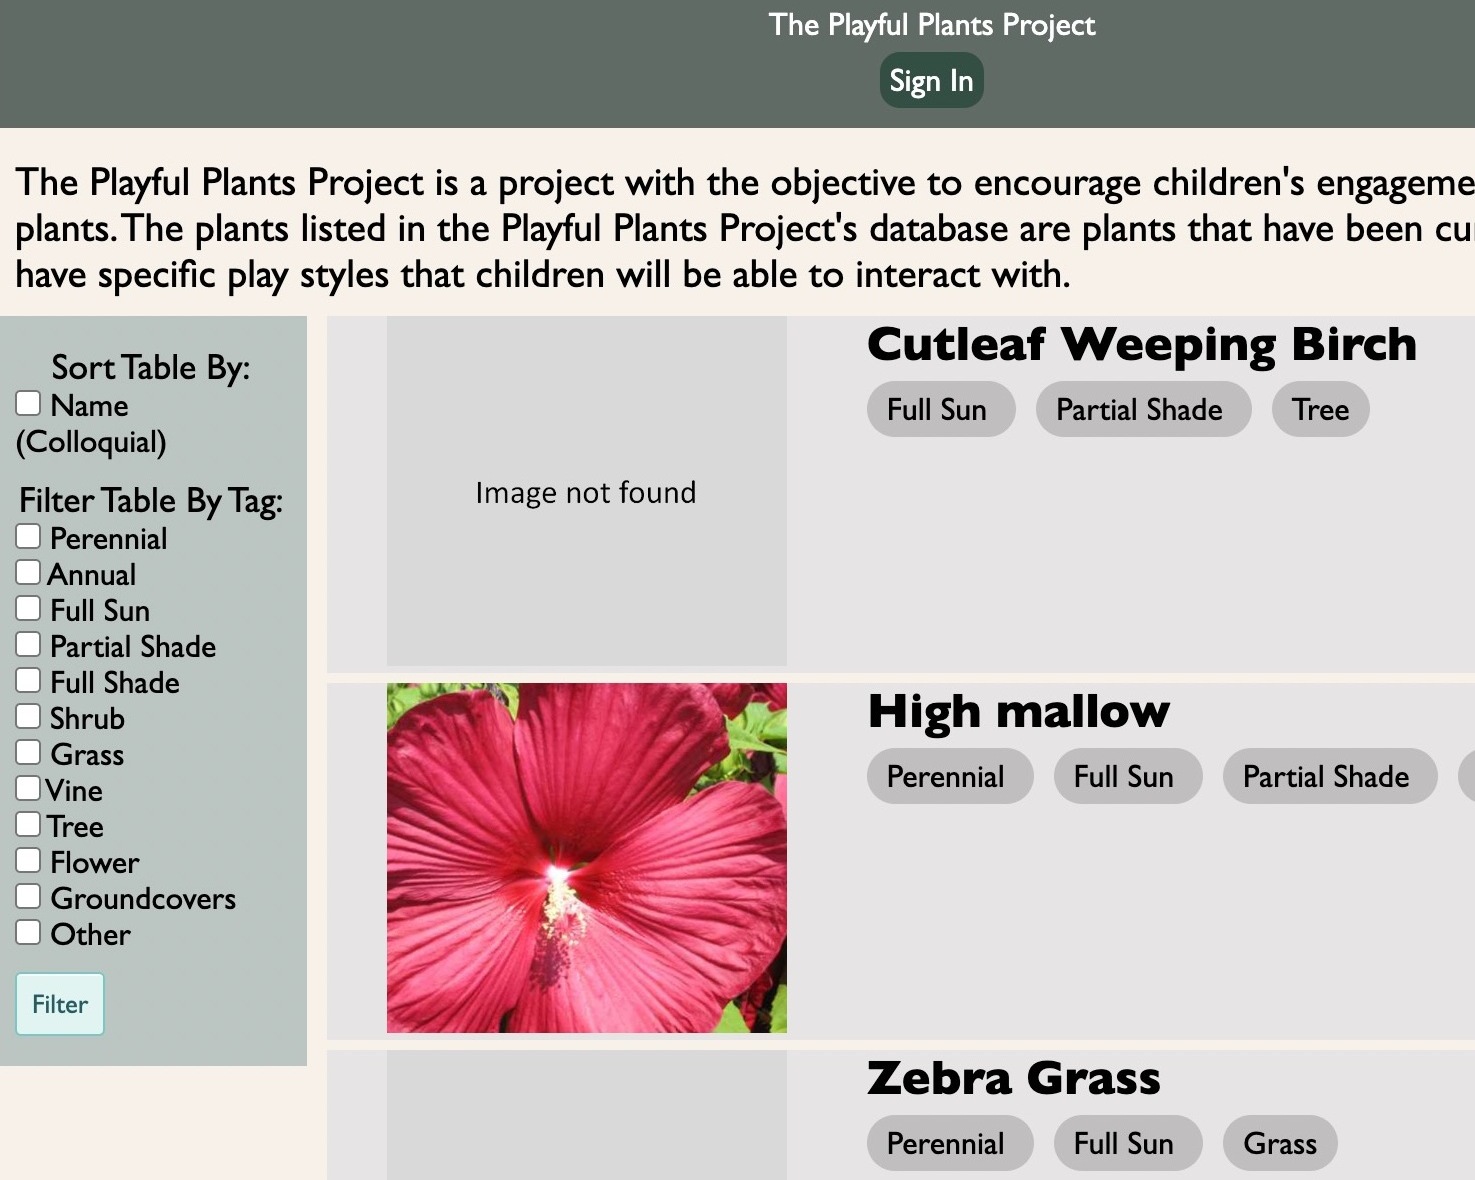 The Playful Plants Project
Sign In
The Playful Plants Project is a project with the objective to encourage children's
plants. The plants listed in the Playful Plants Project's database are plants that have been
have specific play styles that children will be able to interact with.
Sort Table By:
Name
(Colloquial)
Filter Table By Tag:
Perennial
Annual
Full Sun
Partial Shade
Full Shade
Shrub
Grass
Vine
Tree
Flower
Groundcovers
Other
Filter
Image not found
Cutleaf Weeping Birch
Full Sun Partial Shade Tree
High mallow
Perennial Full Sun Partial Shade
Zebra Grass
Perennial Full Sun Grass